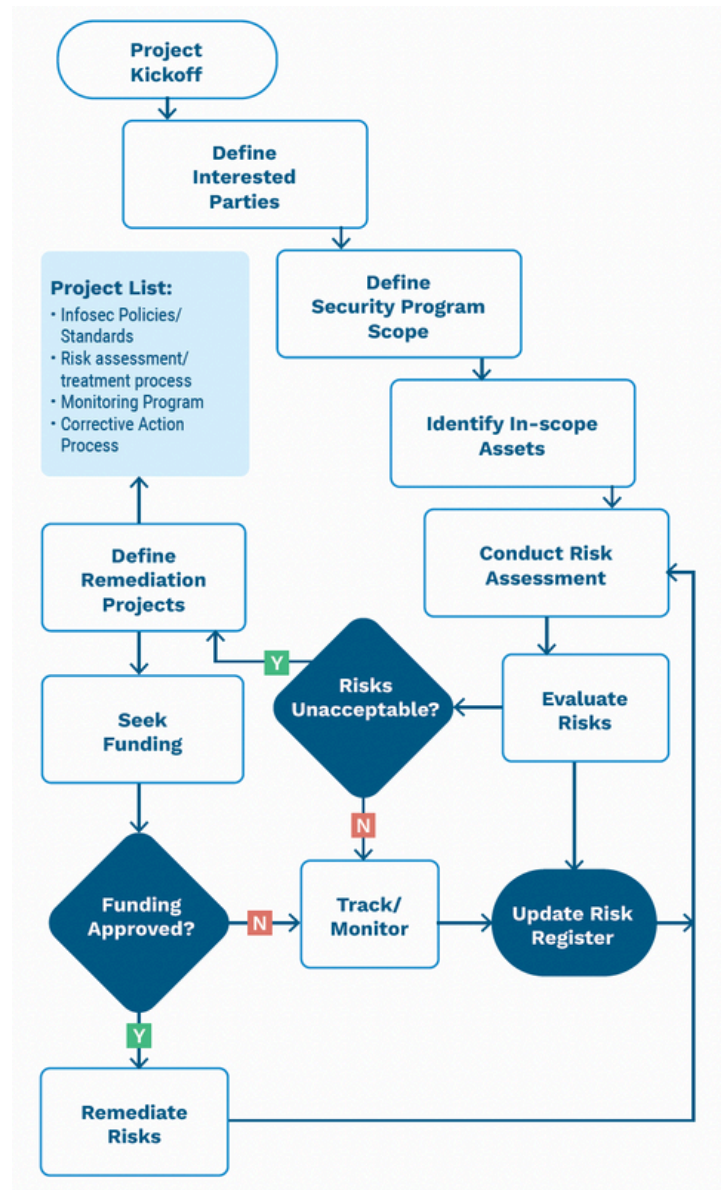 Project
Kickoff
Define
Interested
Parties
Define
Security Program
Scope
Project List:
• Infosec Policies/
Standards
• Risk assessment/
treatment process
• Monitoring Program
• Corrective Action
Process
Identify In-scope
Assets
Conduct Risk
Assessment
Define
Remediation
Projects
Y
Risks
Unacceptable?
Evaluate
Risks
Seek
Funding
N
Funding
Approved?
N
Track/
Monitor
Update Risk
Register
Y
Remediate
Risks